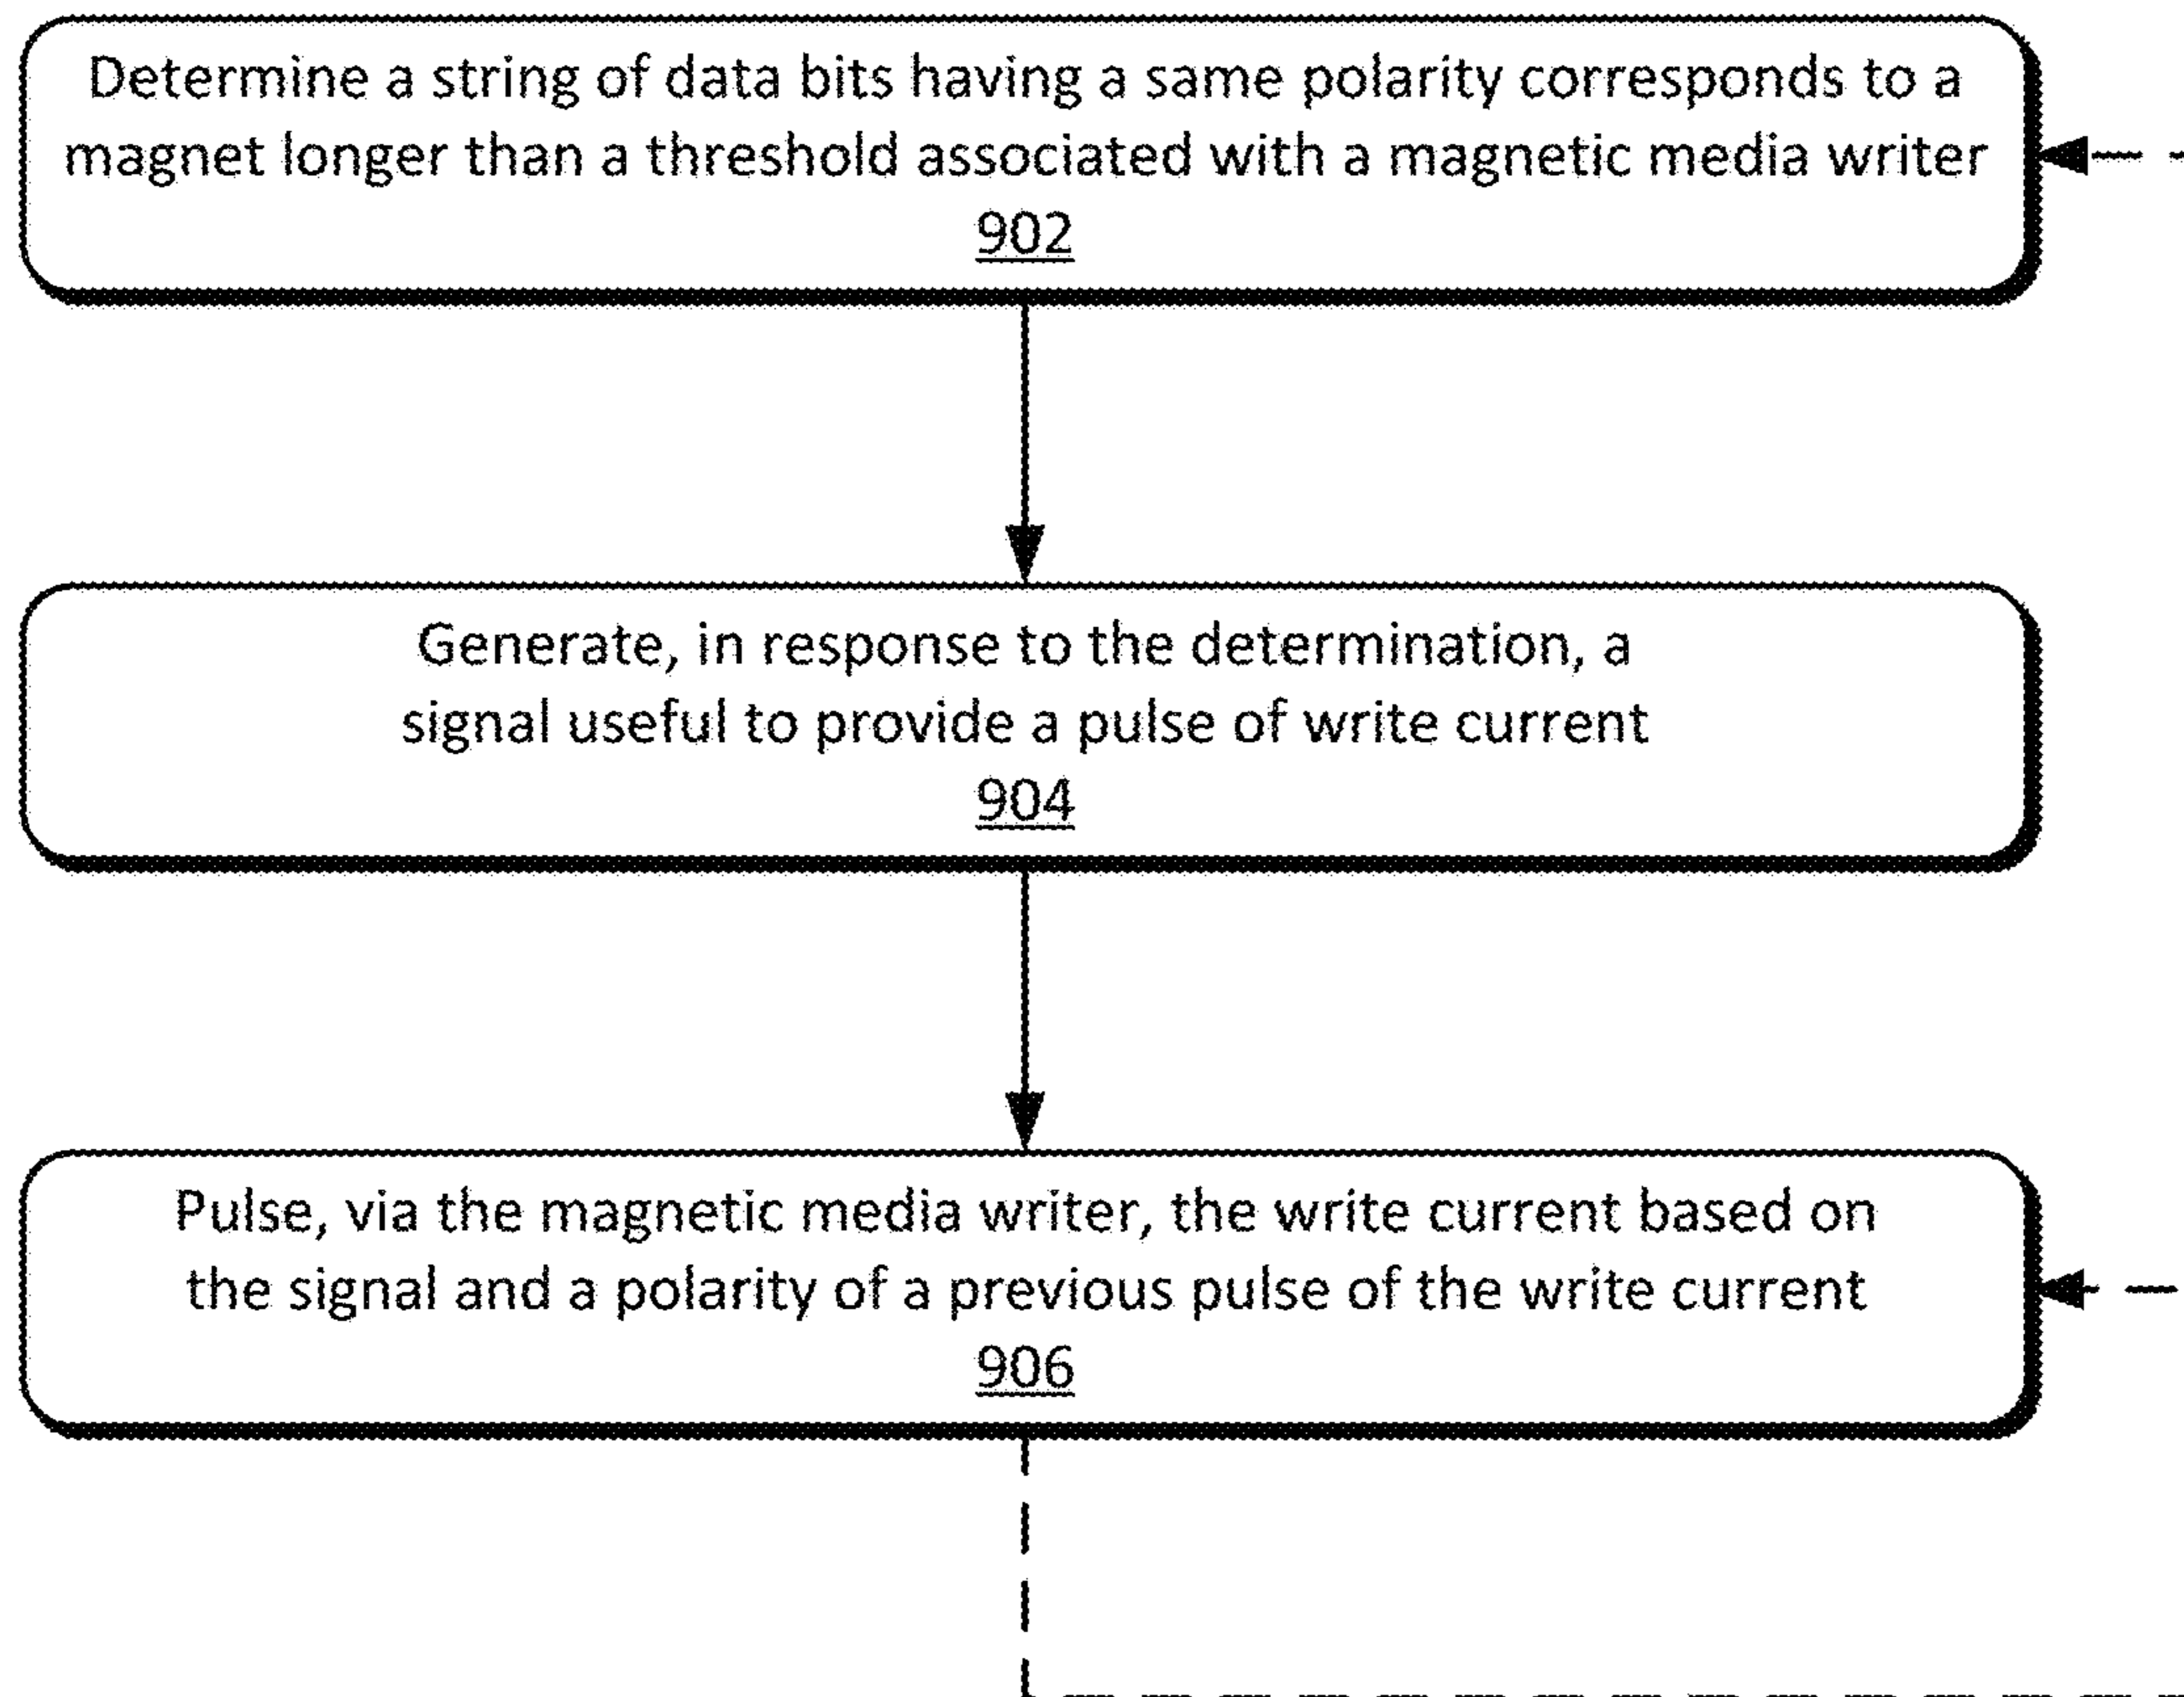 Determine a string of data bits having a same polarity corresponds to a
magnet longer than a threshold associated with a magnetic media writer
902
Generate, in response to the determination, a
signal useful to provide a pulse of write current
904
Pulse, via the magnetic media writer, the write current based on
the signal and a polarity of a previous pulse of the write current
906